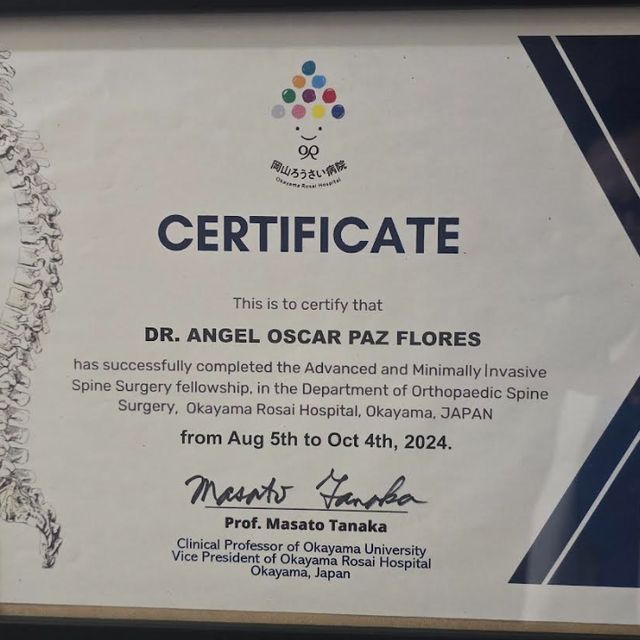 岡山ろうさい病院
Okayama Rosai Hospital
CERTIFICATE
This is to certify that
DR. ANGEL OSCAR PAZ FLORES
has successfully completed the Advanced and Minimally Invasive
Spine Surgery fellowship, in the Department of Orthopaedic Spine
Surgery, Okayama Rosai Hospital, Okayama, JAPAN
from Aug 5th to Oct 4th, 2024.
Masato Tanaka
Prof. Masato Tanaka
Clinical Professor of Okayama University
Vice President of Okayama Rosai Hospital
Okayama, Japan